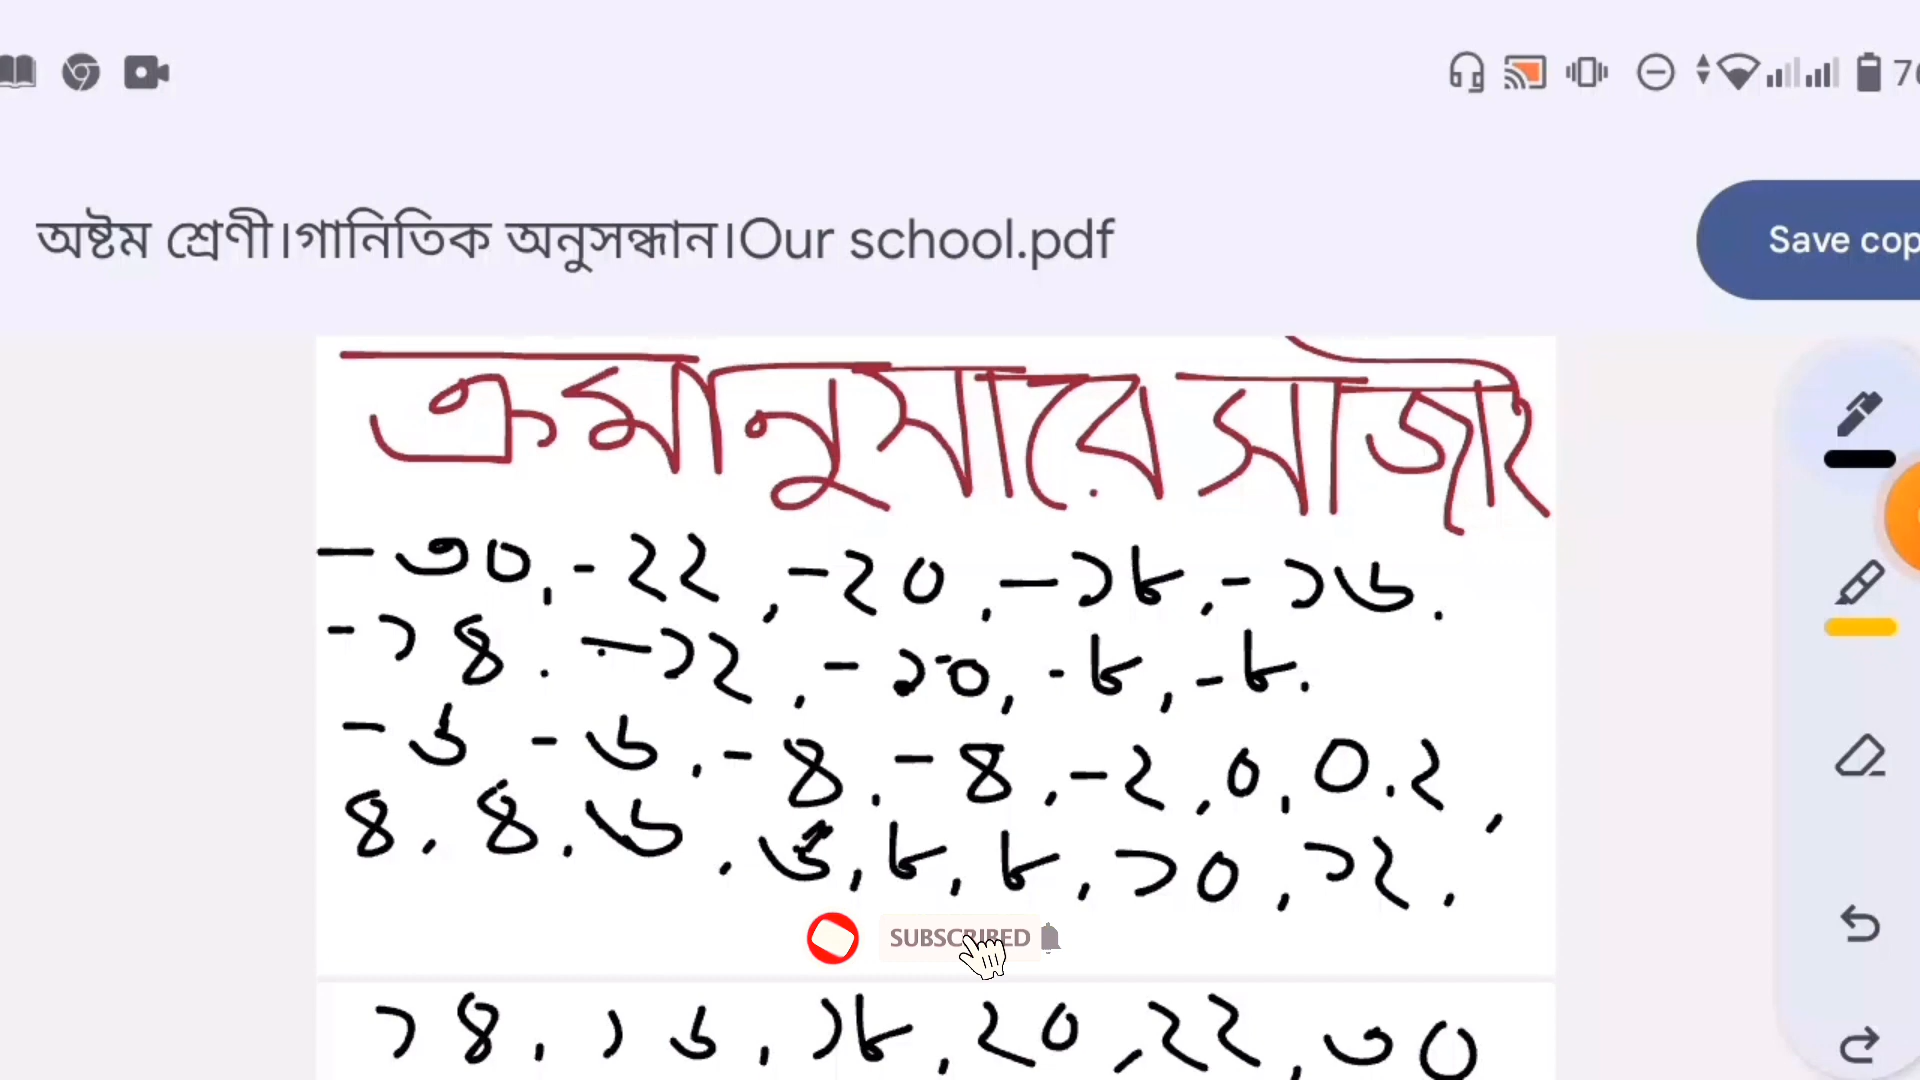 অষ্টম শ্রেণী।গানিতিক অনুসন্ধান।Our school.pdf
Save cop
ক্রমানুসারে সাজাই
-৩০, -২২, -২০, -১৮, -১৬.
-১৪. -১২, -১০, -৮, -৮.
-৬ -৬, -৪. -৪, -২, ০, ০.২,
৪, ৪. ৬. ৬, ৮, ৮, ১০, ১২.
SUBSCRIBED
১৪, ১৬, ১৮, ২০, ২২, ৩০